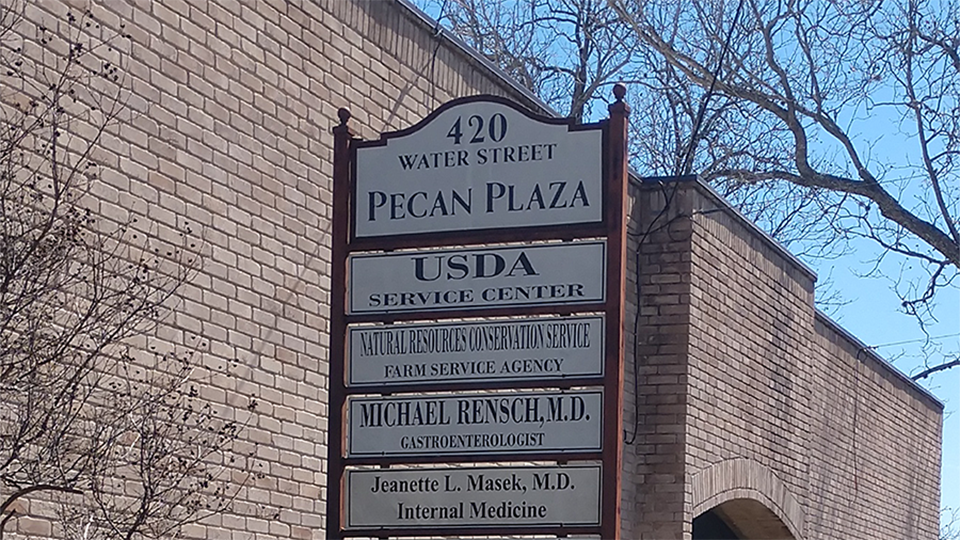 420
WATER STREET
PECAN PLAZA
USDA
SERVICE CENTER
NATURAL RESOURCES CONSERVATION SERVICE
FARM SERVICE AGENCY
MICHAEL RENSCH, M.D.
GASTROENTEROLOGIST
Jeanette L. Masek, M.D.
Internal Medicine